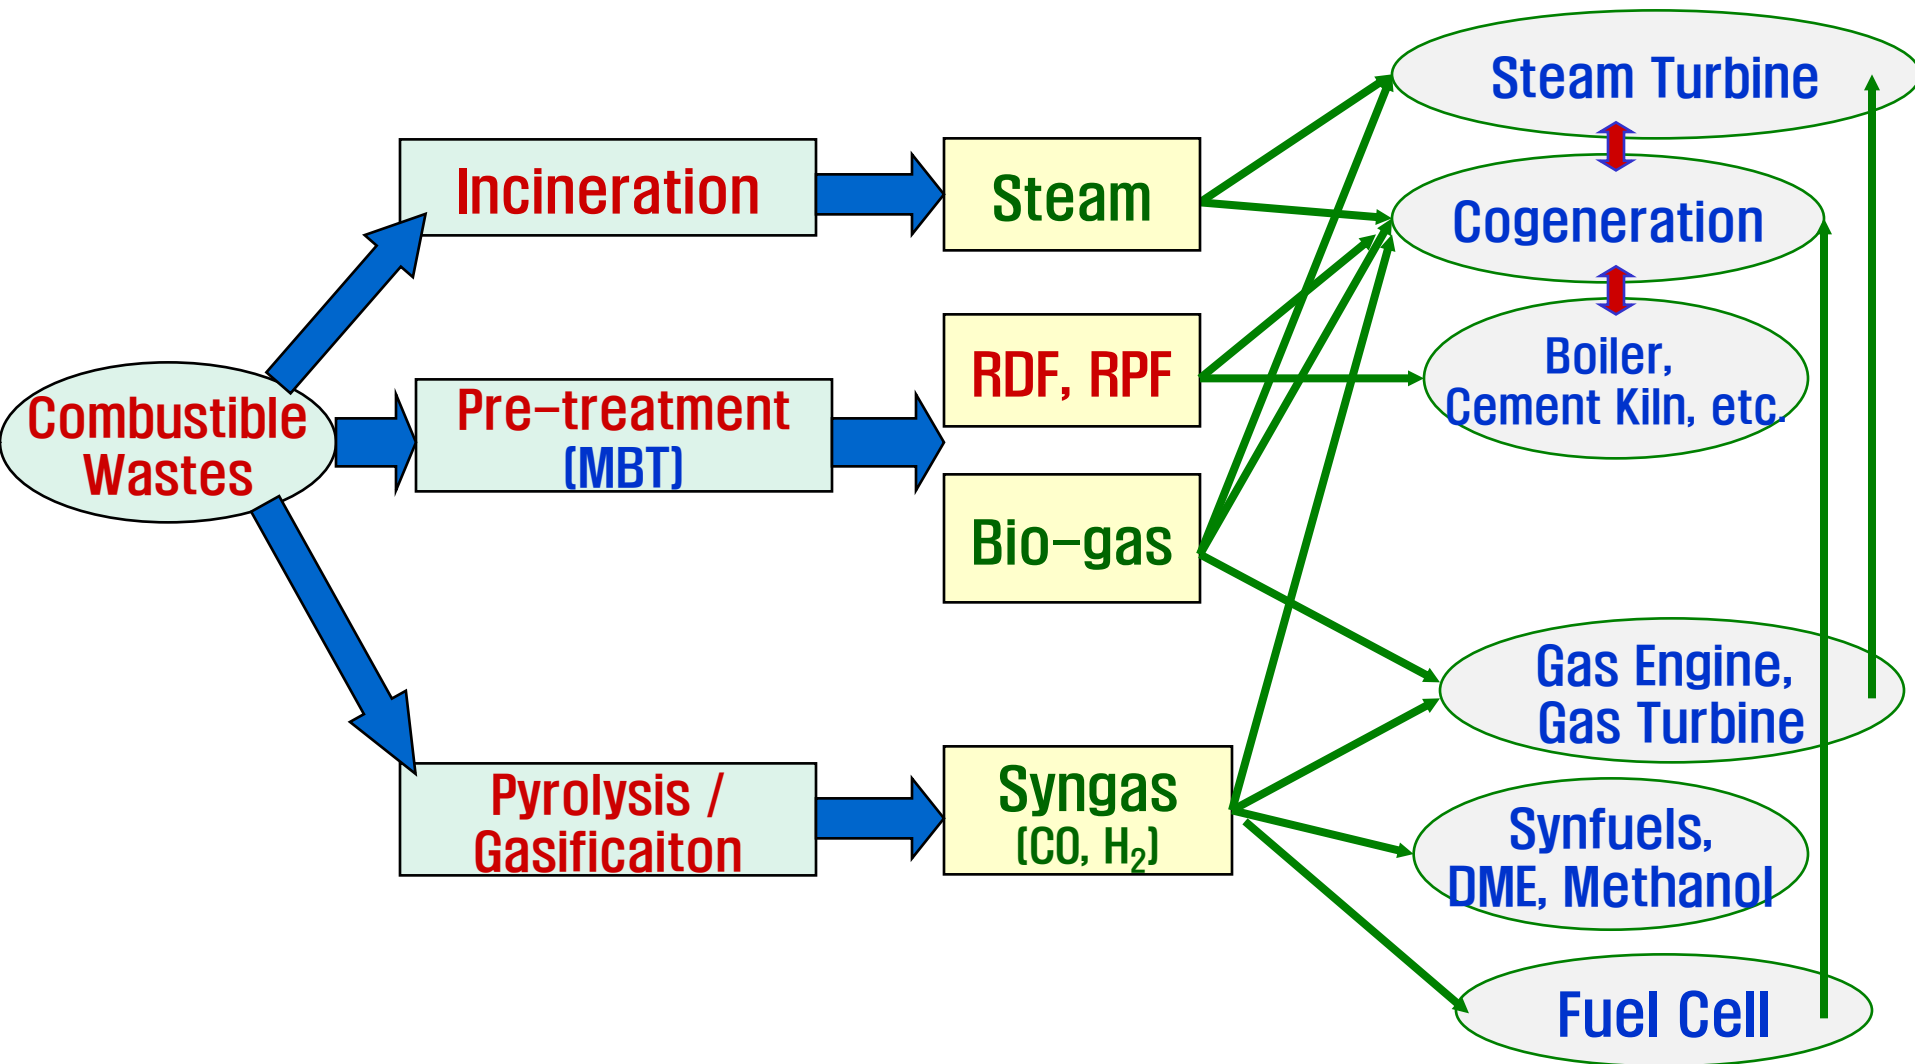 Combustible
Wastes
Incineration
Pre-treatment
(MBT)
Pyrolysis /
Gasificaiton
Steam
RDF, RPF
Bio-gas
Syngas
(CO, H₂)
Steam Turbine
Cogeneration
Boiler,
Cement Kiln, etc.
Gas Engine,
Gas Turbine
Synfuels,
DME, Methanol
Fuel Cell